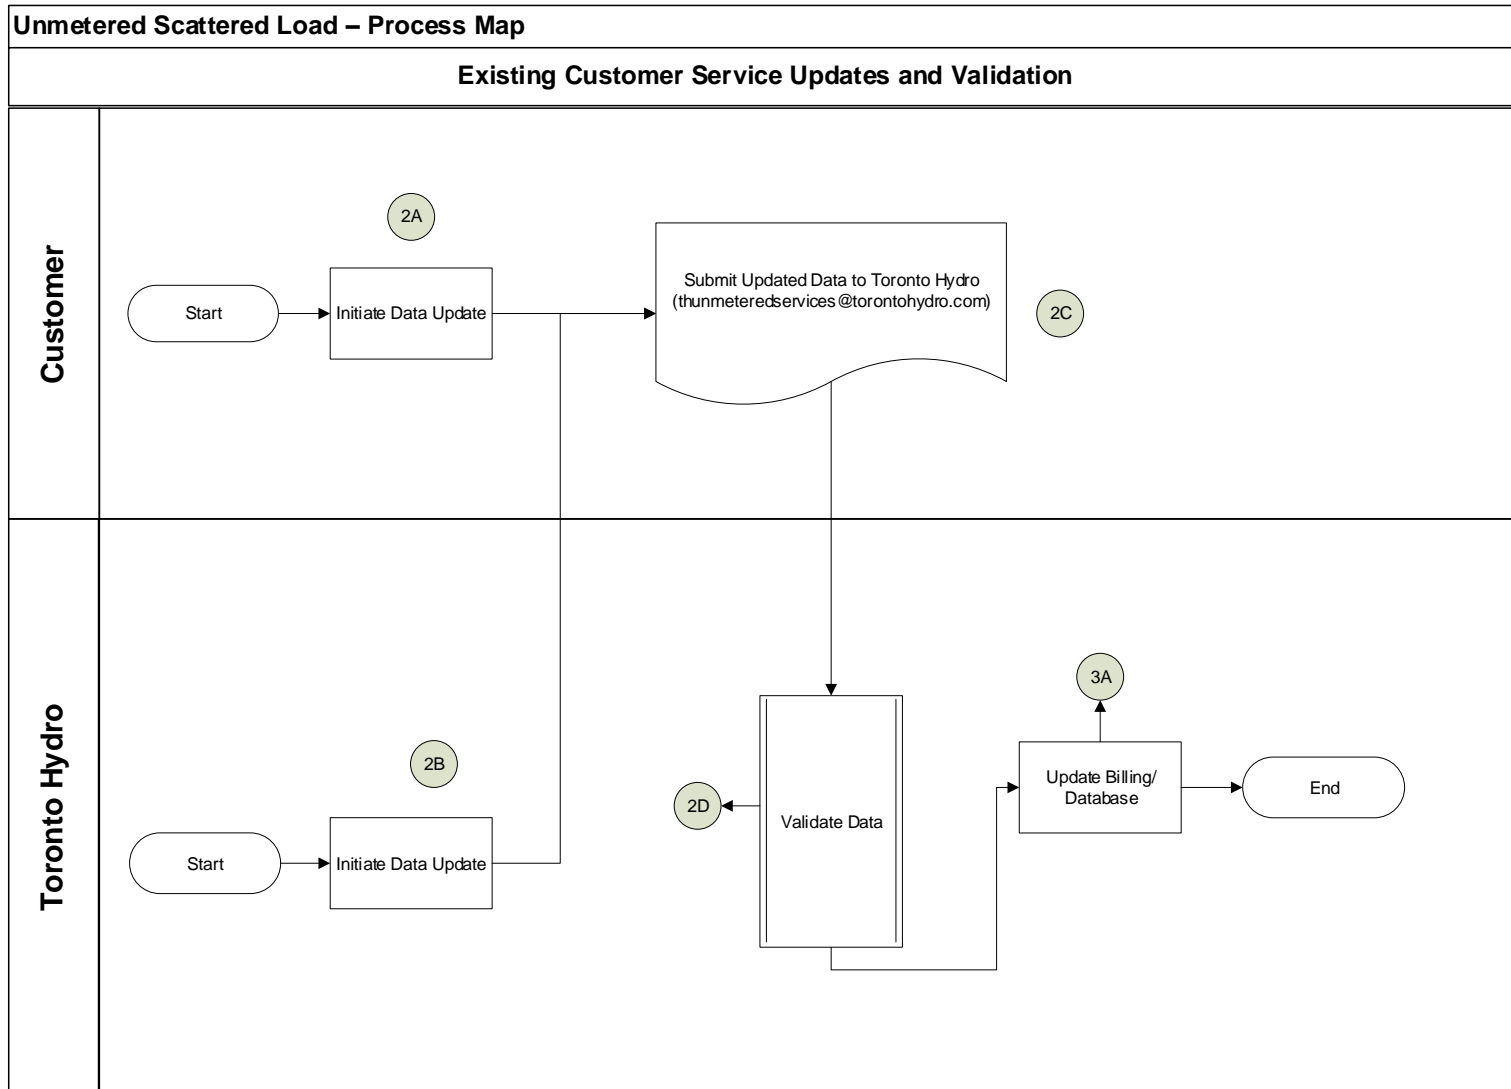 Unmetered Scattered Load – Process Map
Existing Customer Service Updates and Validation
Customer
2A
Start
Initiate Data Update
Submit Updated Data to Toronto Hydro
(thunmeteredservices@torontohydro.com)
2C
Toronto Hydro
2B
Start
Initiate Data Update
2D
Validate Data
3A
Update Billing/
Database
End